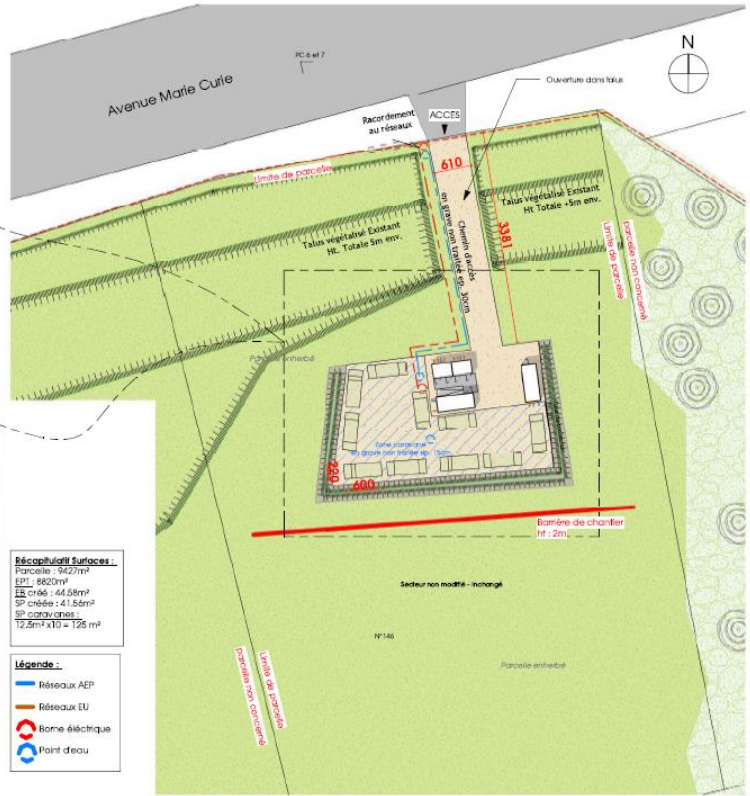 N
PC 6 et 7
Avenue Marie Curie
Ouverture dans talus
Racordement
au réseaux
ACCES
610
Limite de parcelle
Talus végétalisé Existant
Ht. Totale 5m env.
Talus végétalisé Existant
Ht Totale +5m env.
Chemin d'accès
en grave non traitée ep. 30cm
3381
Limite de parcelle
parcelle non concerné
Parcelle enherbé
Zone caravane
en grave non traitée ep. 15cm
600
Barrière de chantier
ht : 2m
Secteur non modifié - inchangé
N°146
Parcelle enherbé
Limite de parcelle
parcelle non concerné
Récapitulatif Surfaces :
Parcelle : 9427m²
EPT : 8820m²
EB créé : 44.58m²
SP créée : 41.56m²
SP caravanes :
12.5m² x10 = 125 m²
Légende :
Réseaux AEP
Réseaux EU
Borne électrique
Point d'eau